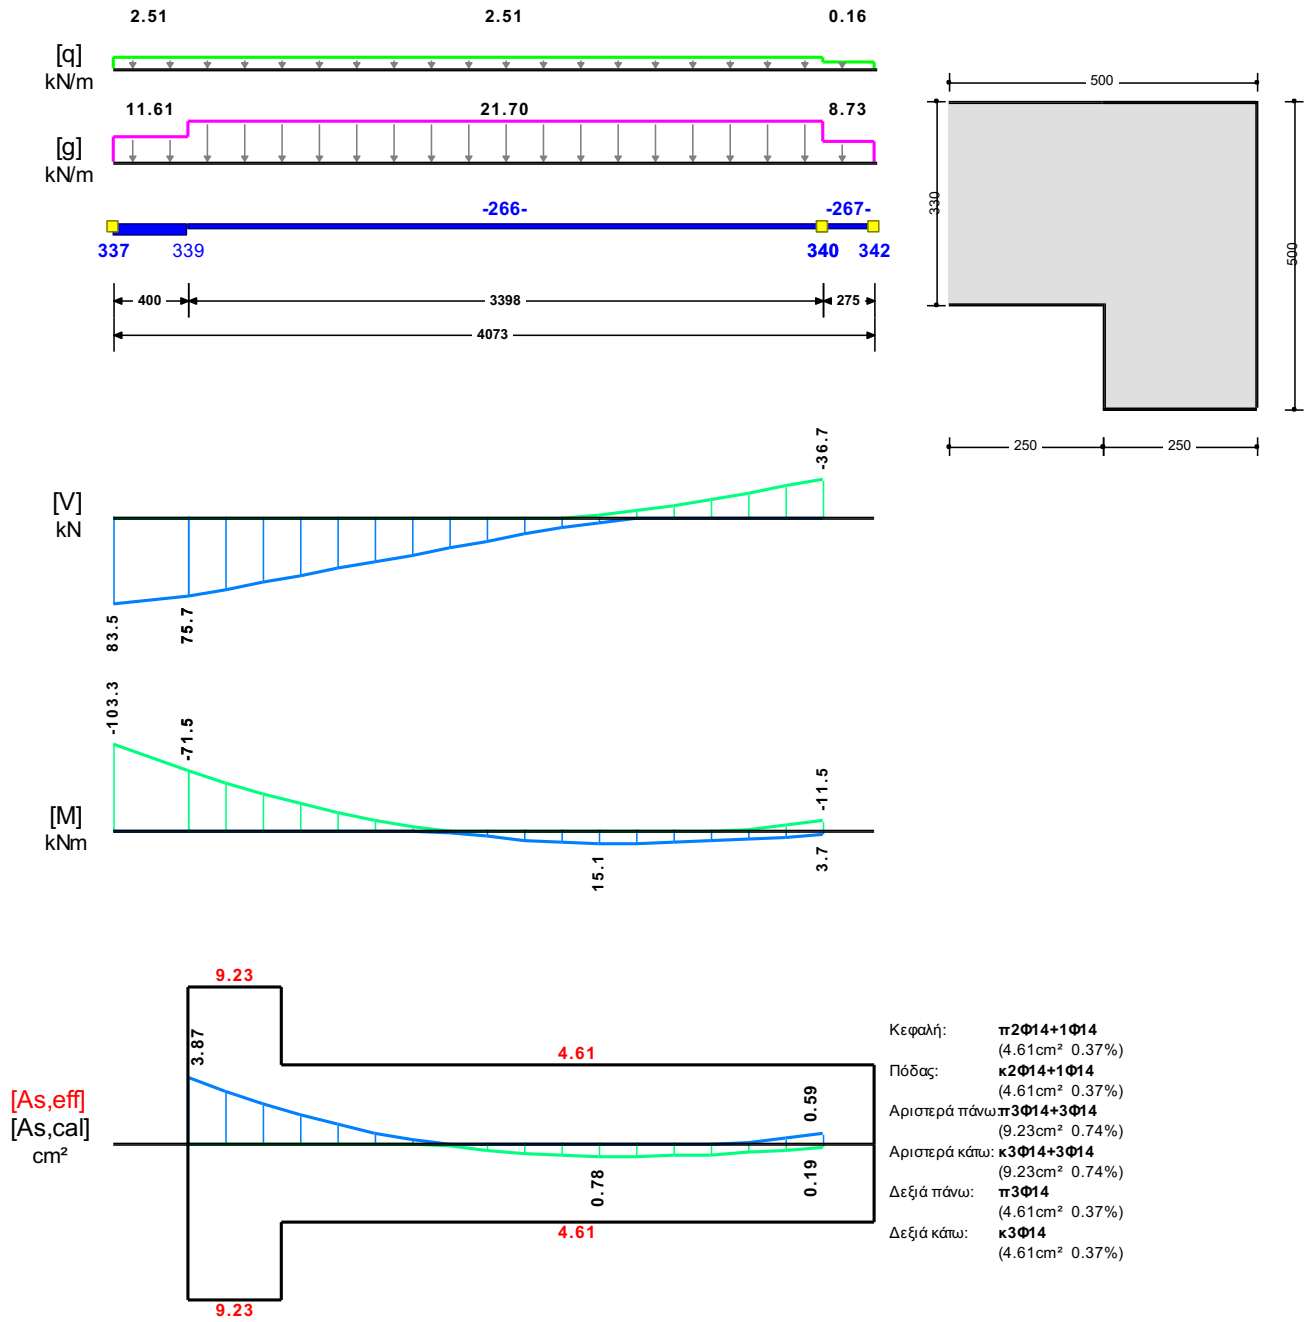 2.51 2.51 0.16
[q]
kN/m
500
11.61 21.70 8.73
[g]
kN/m
330
500
-266- -267-
337 339 340 342
400 3398 275
4073
250 250
-36.7
[V]
kN
83.5 75.7
-103.3 -71.5
-11.5
[M]
kNm
15.1 3.7
9.23
3.87
4.61
0.59
[As,eff]
[As,cal]
cm²
0.78 0.19
4.61
9.23
Κεφαλή: π2Φ14+1Φ14
(4.61cm² 0.37%)
Πόδας: κ2Φ14+1Φ14
(4.61cm² 0.37%)
Αριστερά πάνω: π3Φ14+3Φ14
(9.23cm² 0.74%)
Αριστερά κάτω: κ3Φ14+3Φ14
(9.23cm² 0.74%)
Δεξιά πάνω: π3Φ14
(4.61cm² 0.37%)
Δεξιά κάτω: κ3Φ14
(4.61cm² 0.37%)